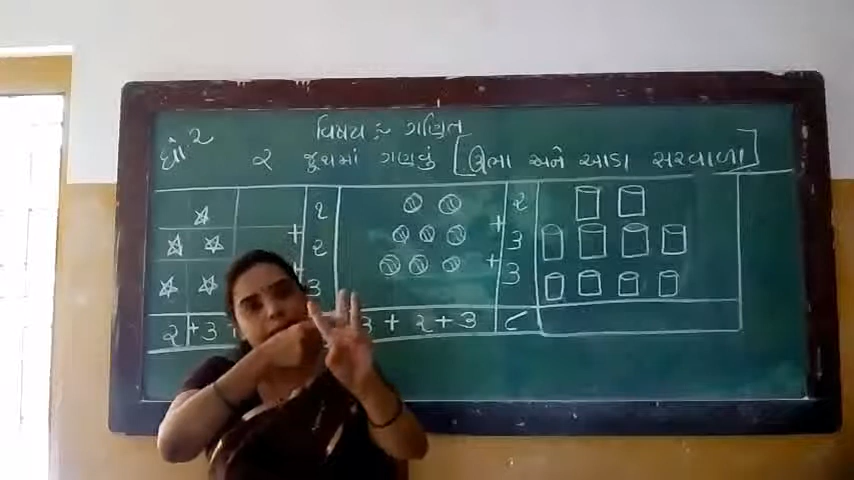 ધો ૨
વિષય ઃ ગણિત
૨ જૂથમાં ગણવું [ઊભા અને આડા સરવાળા]
૨
૨
+
+
૨
૩
૩
+
૩
+
૩
૨ + ૩
૩ + ૨ + ૩
૮